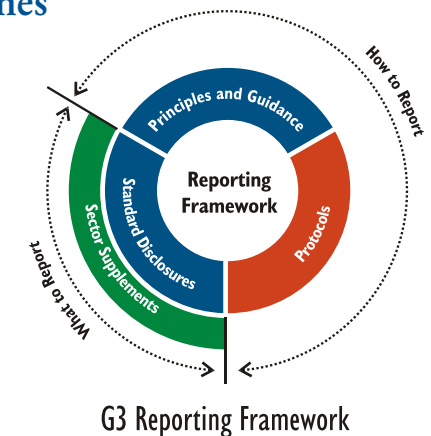 nes
How to Report
Principles and Guidance
Reporting
Framework
Standard Disclosures
Sector Supplements
Protocols
What to Report
G3 Reporting Framework